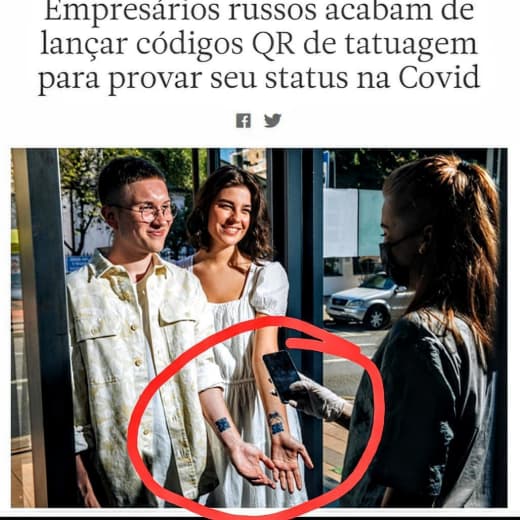 Empresários russos acabam de
lançar códigos QR de tatuagem
para provar seu status na Covid